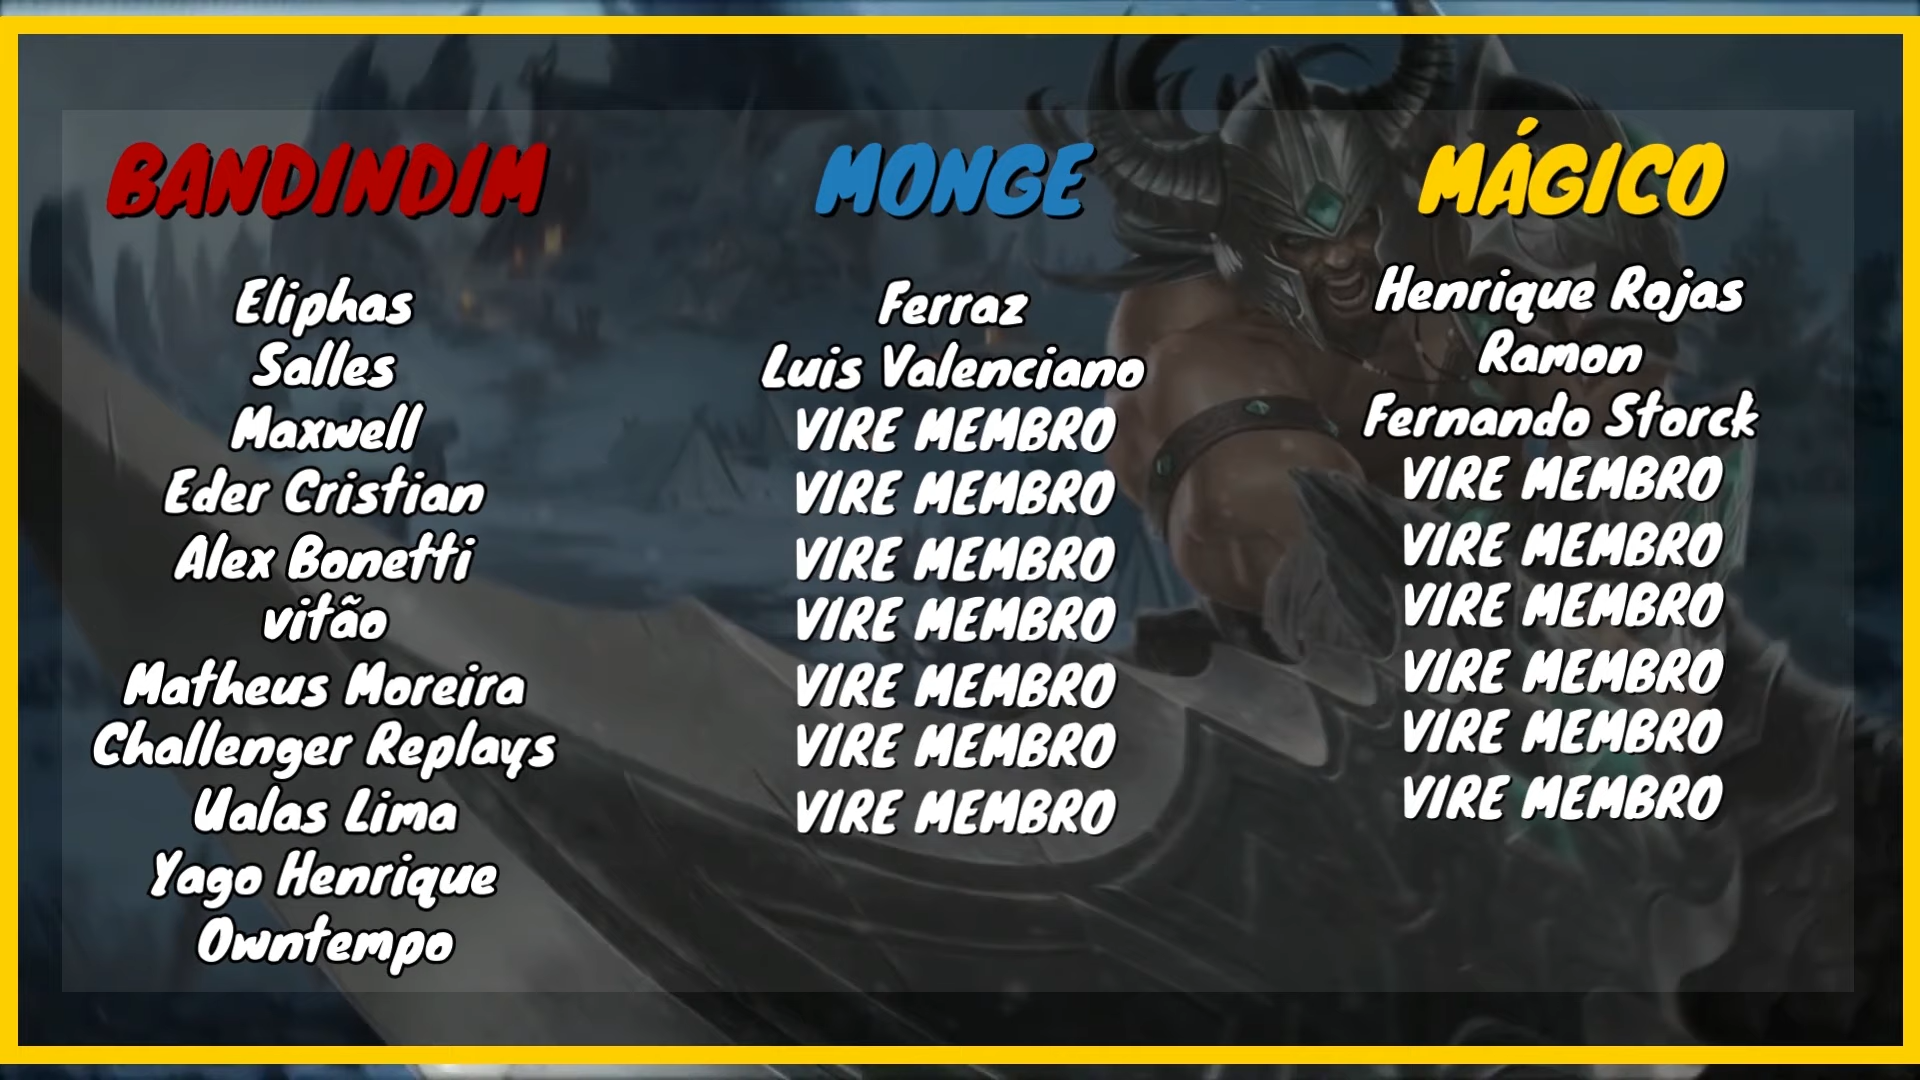 BANDINDIM
Eliphas
Salles
Maxwell
Eder Cristian
Alex Bonetti
vitão
Matheus Moreira
Challenger Replays
Ualas Lima
Yago Henrique
Owntempo
MONGE
Ferraz
Luis Valenciano
VIRE MEMBRO
VIRE MEMBRO
VIRE MEMBRO
VIRE MEMBRO
VIRE MEMBRO
VIRE MEMBRO
VIRE MEMBRO
MÁGICO
Henrique Rojas
Ramon
Fernando Storck
VIRE MEMBRO
VIRE MEMBRO
VIRE MEMBRO
VIRE MEMBRO
VIRE MEMBRO
VIRE MEMBRO